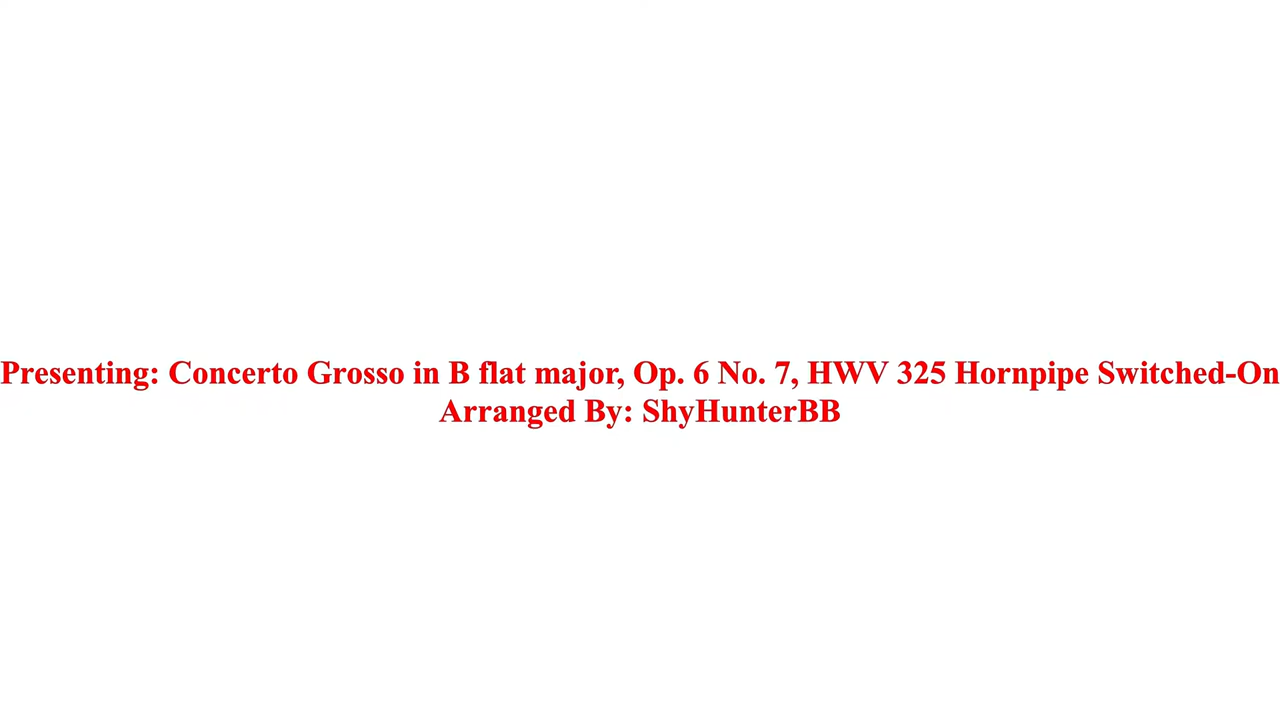 Presenting: Concerto Grosso in B flat major, Op. 6 No. 7, HWV 325 Hornpipe Switched-On
Arranged By: ShyHunterBB